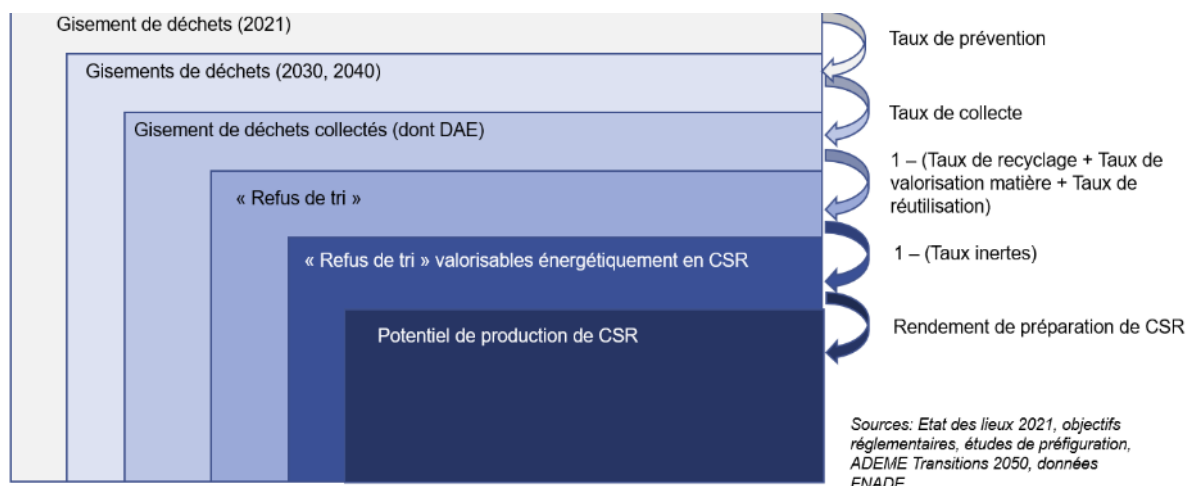 Gisement de déchets (2021)
Taux de prévention
Gisements de déchets (2030, 2040)
Taux de collecte
Gisement de déchets collectés (dont DAE)
1 – (Taux de recyclage + Taux de
valorisation matière + Taux de
réutilisation)
« Refus de tri »
« Refus de tri » valorisables énergétiquement en CSR
1 – (Taux inertes)
Potentiel de production de CSR
Rendement de préparation de CSR
Sources: Etat des lieux 2021, objectifs
réglementaires, études de préfiguration,
ADEME Transitions 2050, données
FNADE